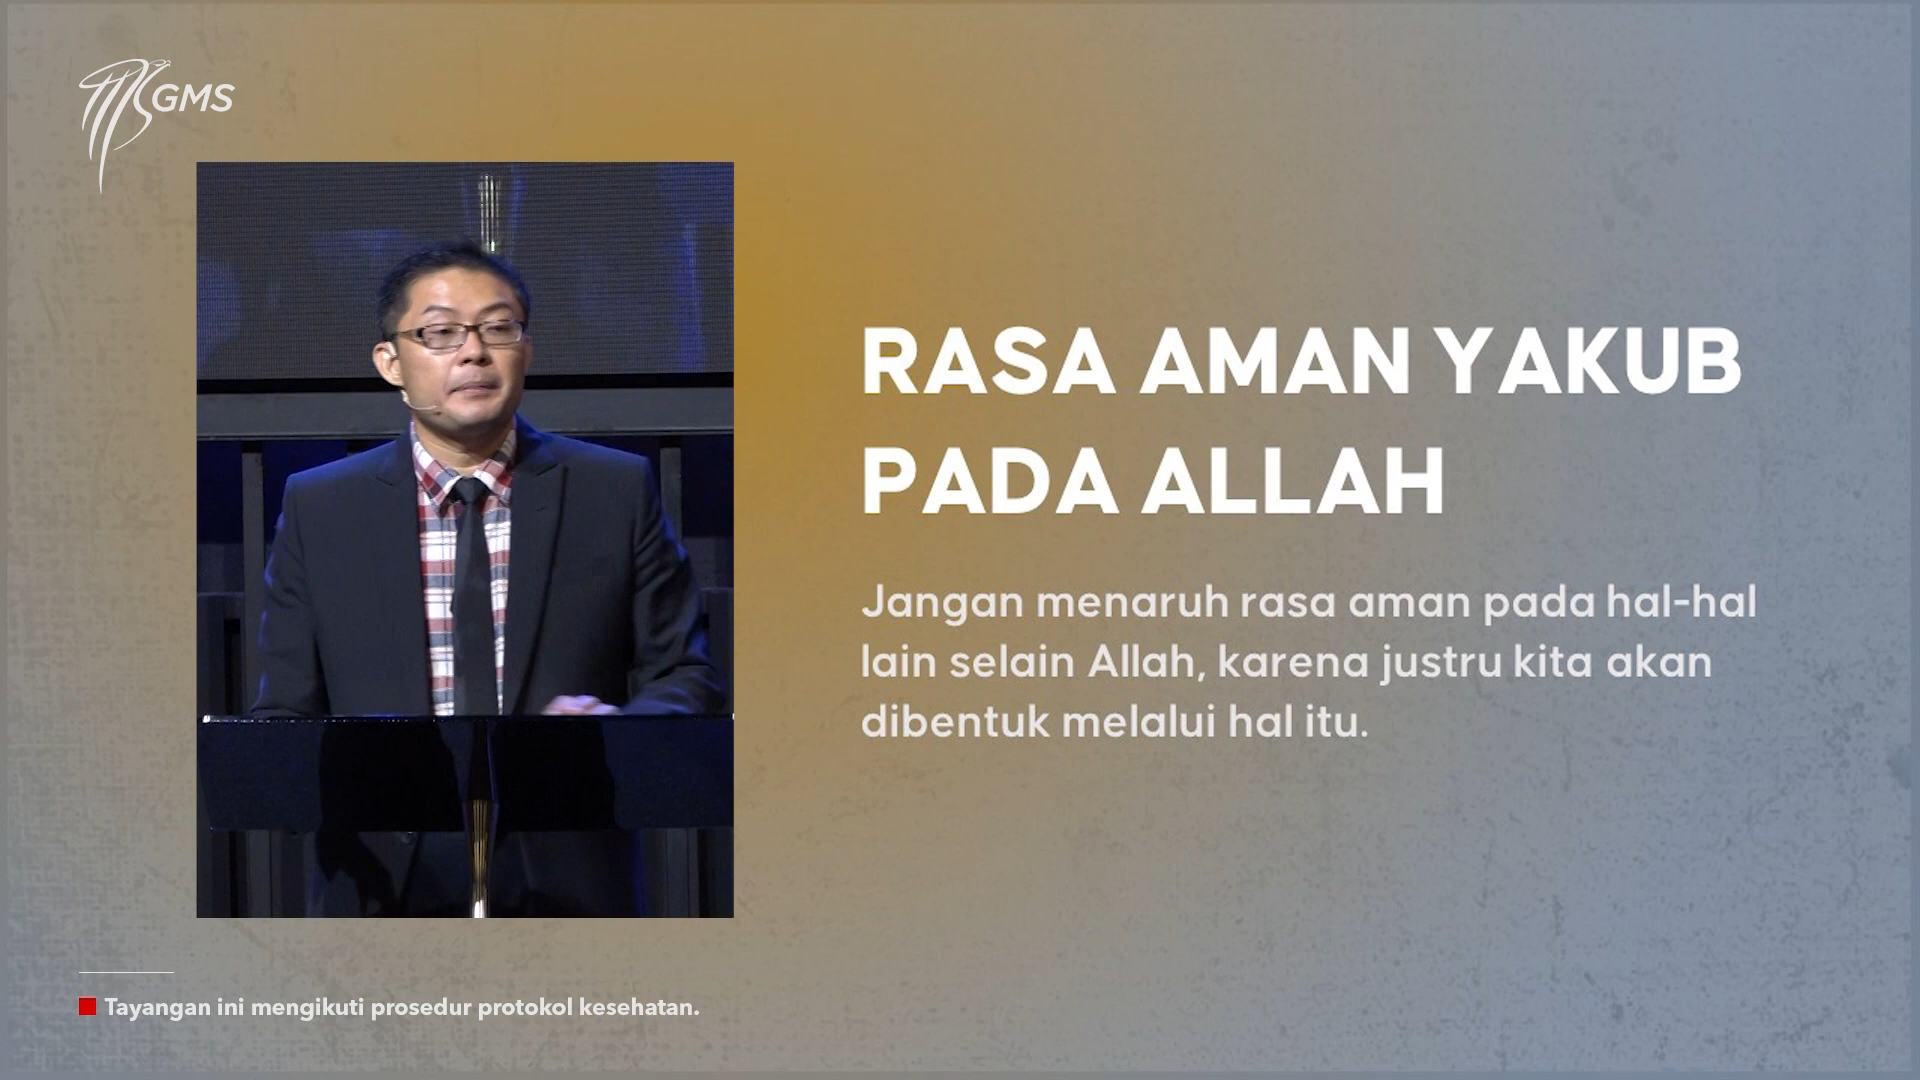 GMS
RASA AMAN YAKUB
PADA ALLAH
Jangan menaruh rasa aman pada hal-hal
lain selain Allah, karena justru kita akan
dibentuk melalui hal itu.
Tayangan ini mengikuti prosedur protokol kesehatan.